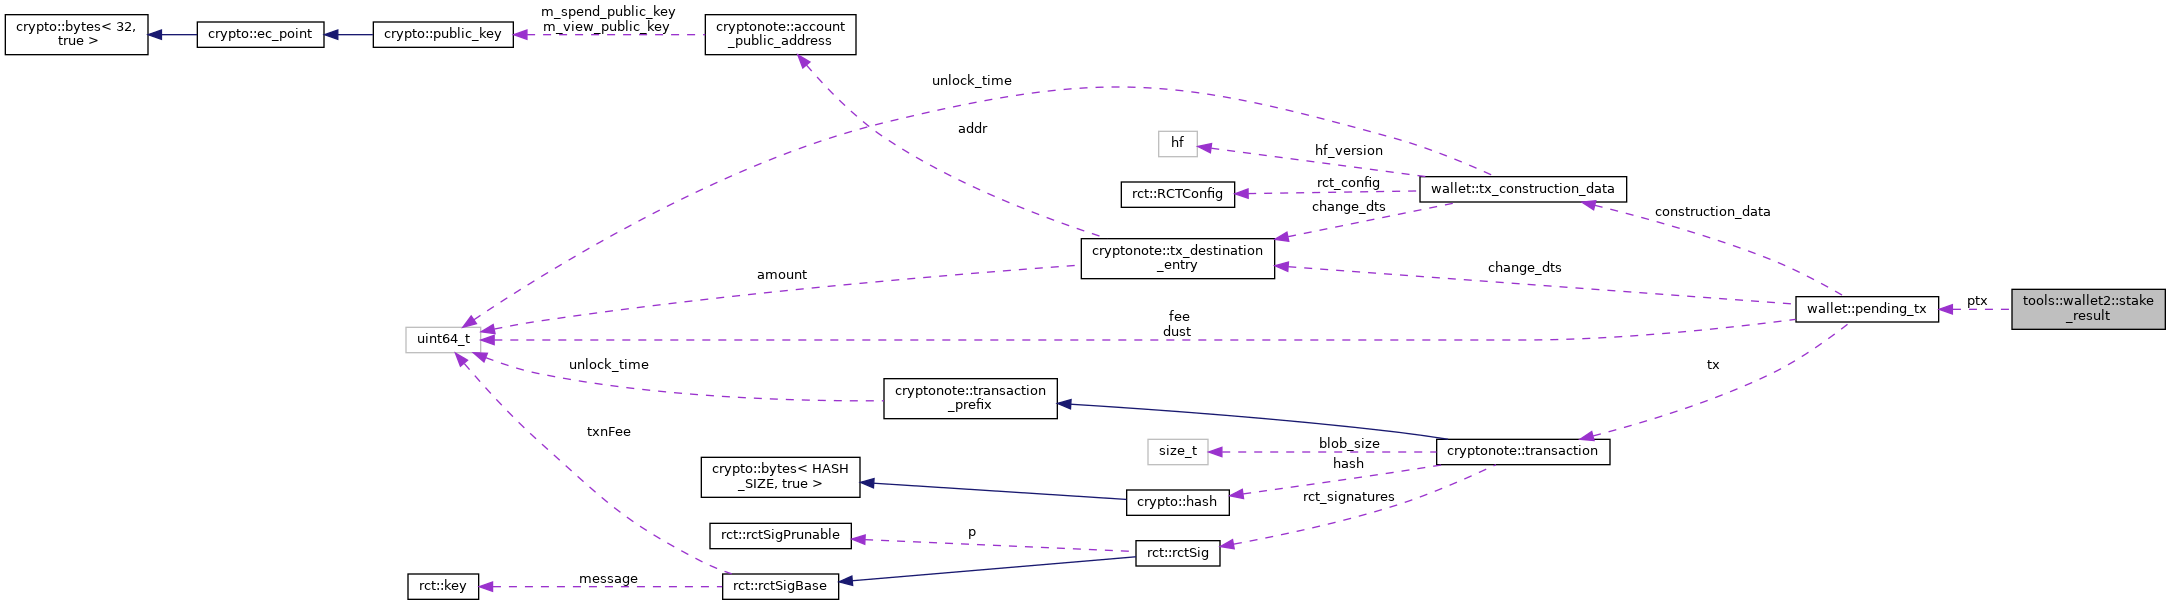 crypto::bytes< 32,
true >
crypto::ec_point
crypto::public_key
m_spend_public_key
m_view_public_key
cryptonote::account
_public_address
unlock_time
addr
hf
hf_version
rct::RCTConfig
rct_config
wallet::tx_construction_data
change_dts
construction_data
cryptonote::tx_destination
_entry
amount
change_dts
wallet::pending_tx
ptx
tools::wallet2::stake
_result
fee
dust
uint64_t
unlock_time
tx
cryptonote::transaction
_prefix
txnFee
size_t
blob_size
cryptonote::transaction
hash
crypto::bytes< HASH
_SIZE, true >
crypto::hash
rct_signatures
rct::rctSigPrunable
p
rct::rctSig
rct::key
message
rct::rctSigBase